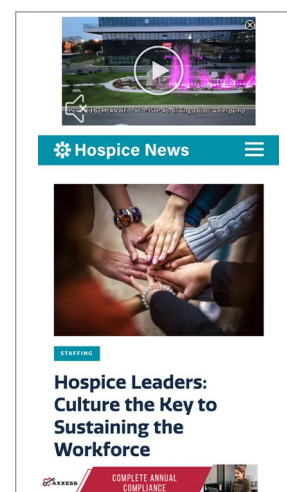 Hospice News
STAFFING
Hospice Leaders:
Culture the Key to
Sustaining the
Workforce
AXXESS
COMPLETE ANNUAL
COMPLIANCE